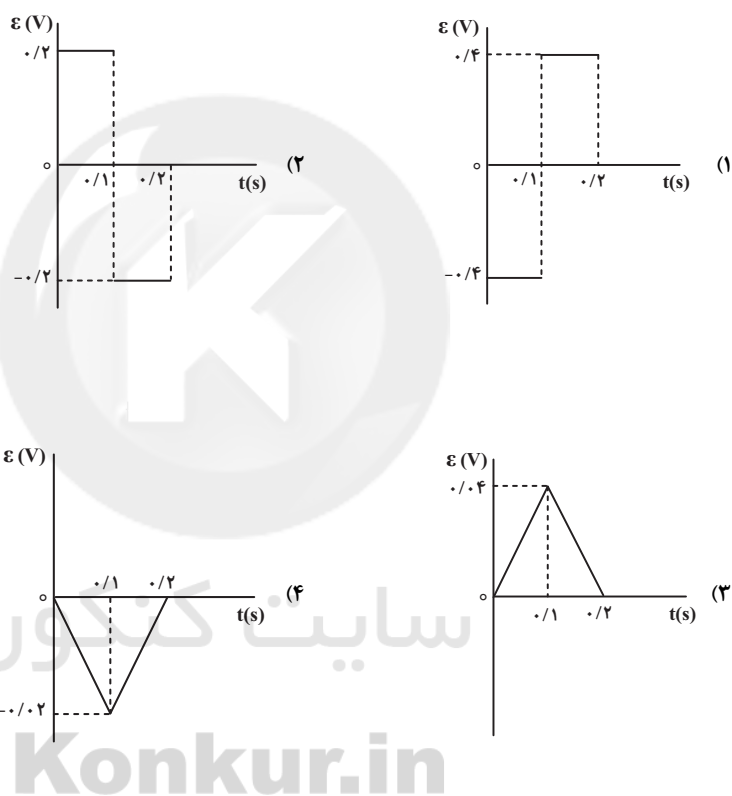 ε (V)
۰/۴
۰
۰/۱
۰/۲
t(s)
-۰/۴
۱)
ε (V)
۰/۲
۰
۰/۱
۰/۲
t(s)
-۰/۲
۲)
ε (V)
۰/۰۴
۰
۰/۱
۰/۲
t(s)
۳)
ε (V)
۰/۱
۰/۲
۰
t(s)
-۰/۰۲
۴)
سایت کنکور
Konkur.in